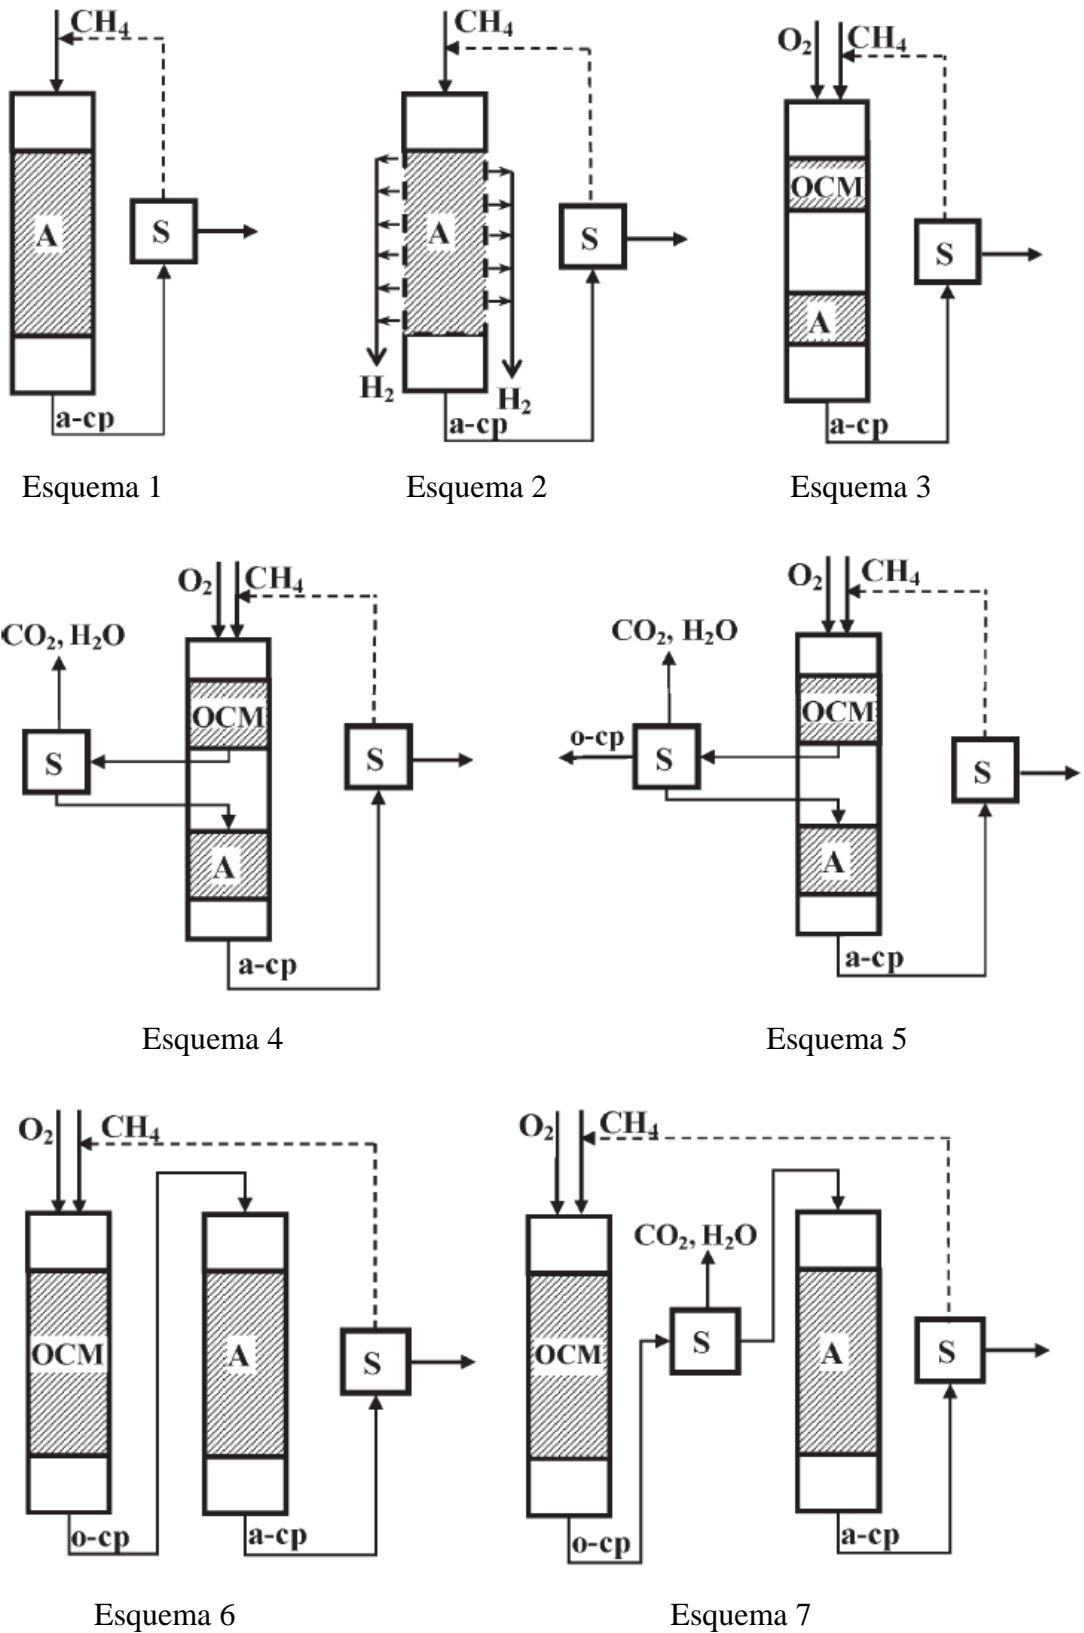 CH4
A
S
a-cp
Esquema 1
CH4
A
S
H2
H2
a-cp
Esquema 2
O2 CH4
OCM
S
A
a-cp
Esquema 3
O2 CH4
CO2, H2O
OCM
S
S
A
a-cp
Esquema 4
O2 CH4
CO2, H2O
OCM
o-cp
S
S
A
a-cp
Esquema 5
O2 CH4
OCM
A
S
o-cp
a-cp
Esquema 6
O2 CH4
CO2, H2O
OCM
S
A
S
o-cp
a-cp
Esquema 7